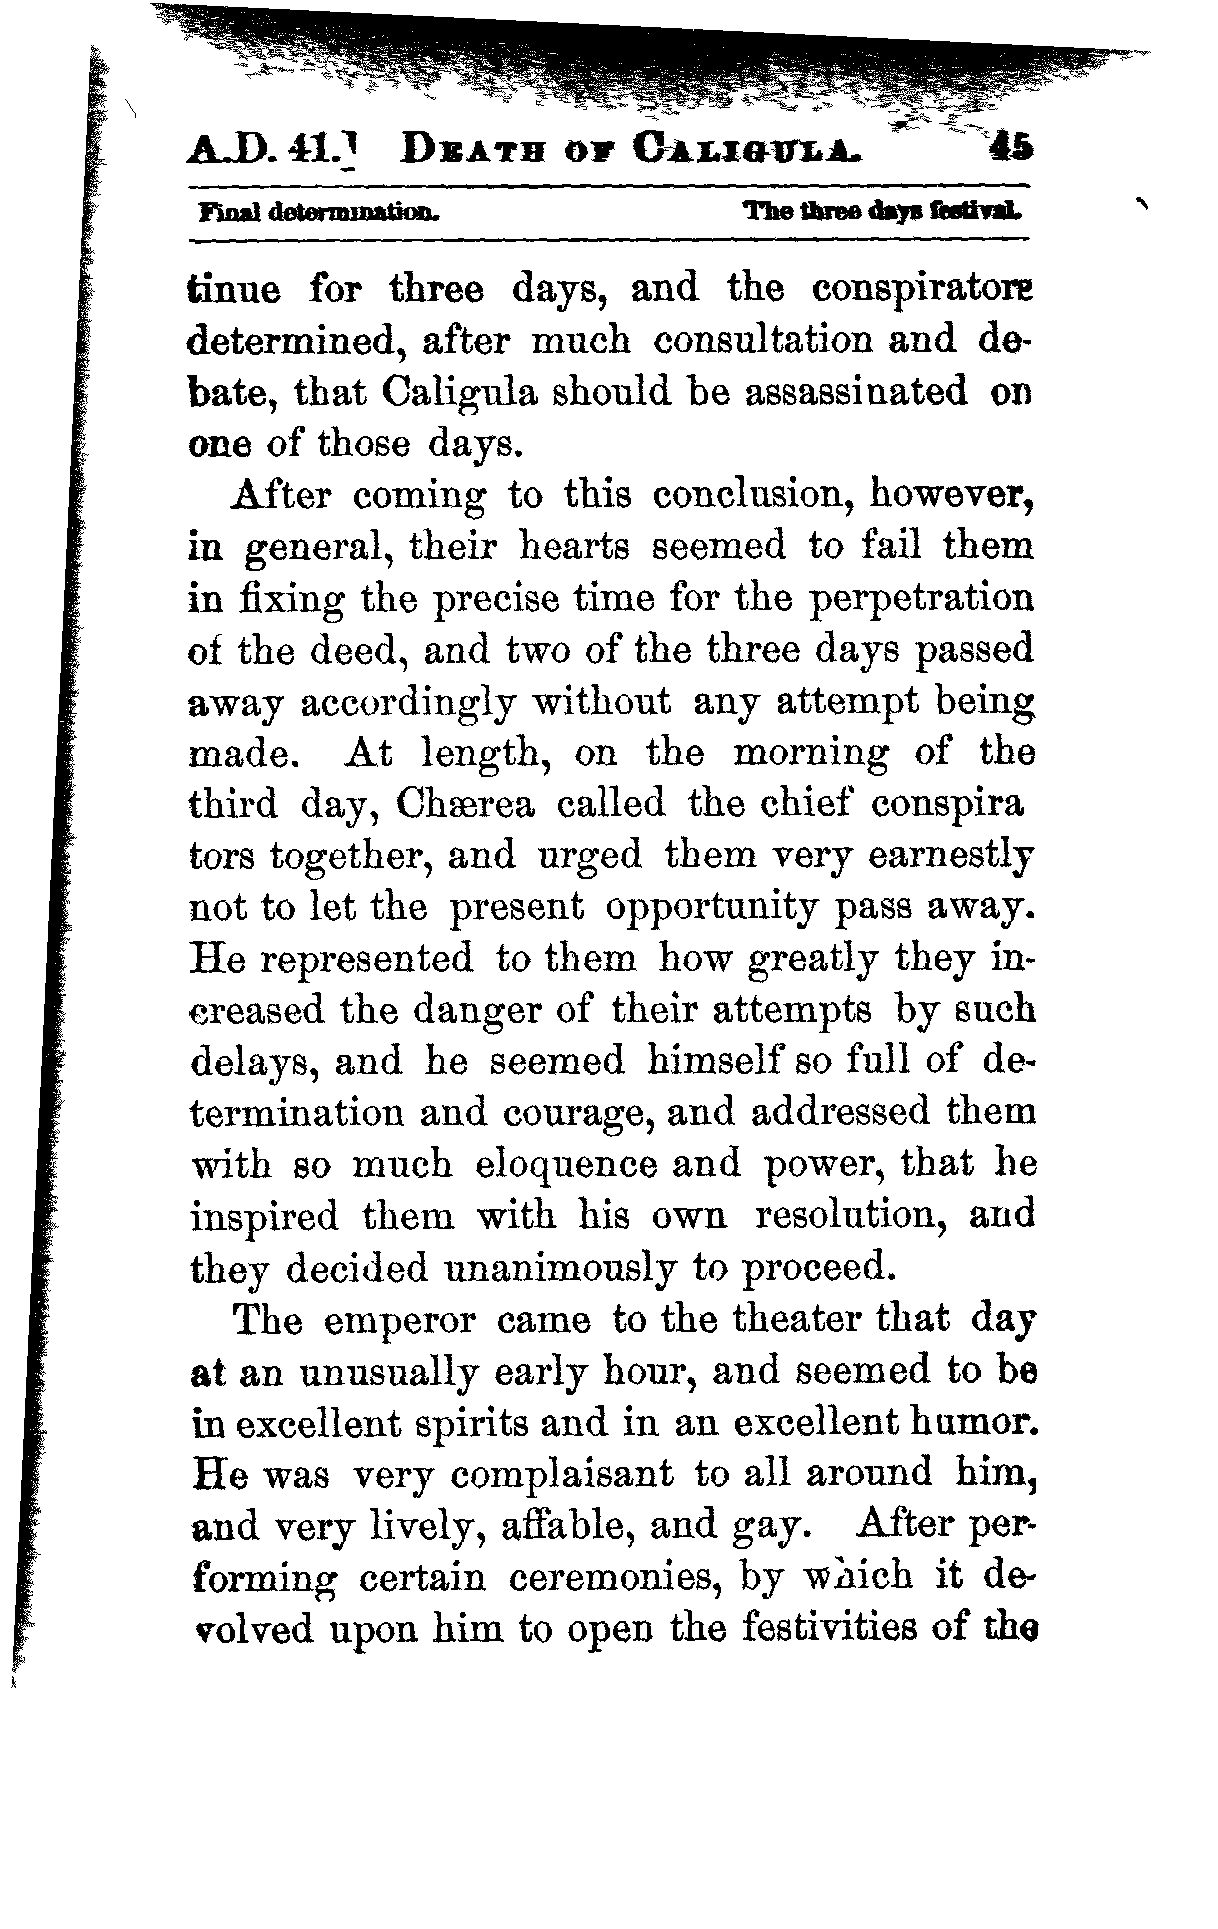 A.D. 41.] DEATH OF CALIGULA. 45
Final determination. The three days festival.
tinue for three days, and the conspirators
determined, after much consultation and de-
bate, that Caligula should be assassinated on
one of those days.
After coming to this conclusion, however,
in general, their hearts seemed to fail them
in fixing the precise time for the perpetration
of the deed, and two of the three days passed
away accordingly without any attempt being
made. At length, on the morning of the
third day, Chærea called the chief conspira
tors together, and urged them very earnestly
not to let the present opportunity pass away.
He represented to them how greatly they in-
creased the danger of their attempts by such
delays, and he seemed himself so full of de-
termination and courage, and addressed them
with so much eloquence and power, that he
inspired them with his own resolution, and
they decided unanimously to proceed.
The emperor came to the theater that day
at an unusually early hour, and seemed to be
in excellent spirits and in an excellent humor.
He was very complaisant to all around him,
and very lively, affable, and gay. After per-
forming certain ceremonies, by which it de-
volved upon him to open the festivities of the